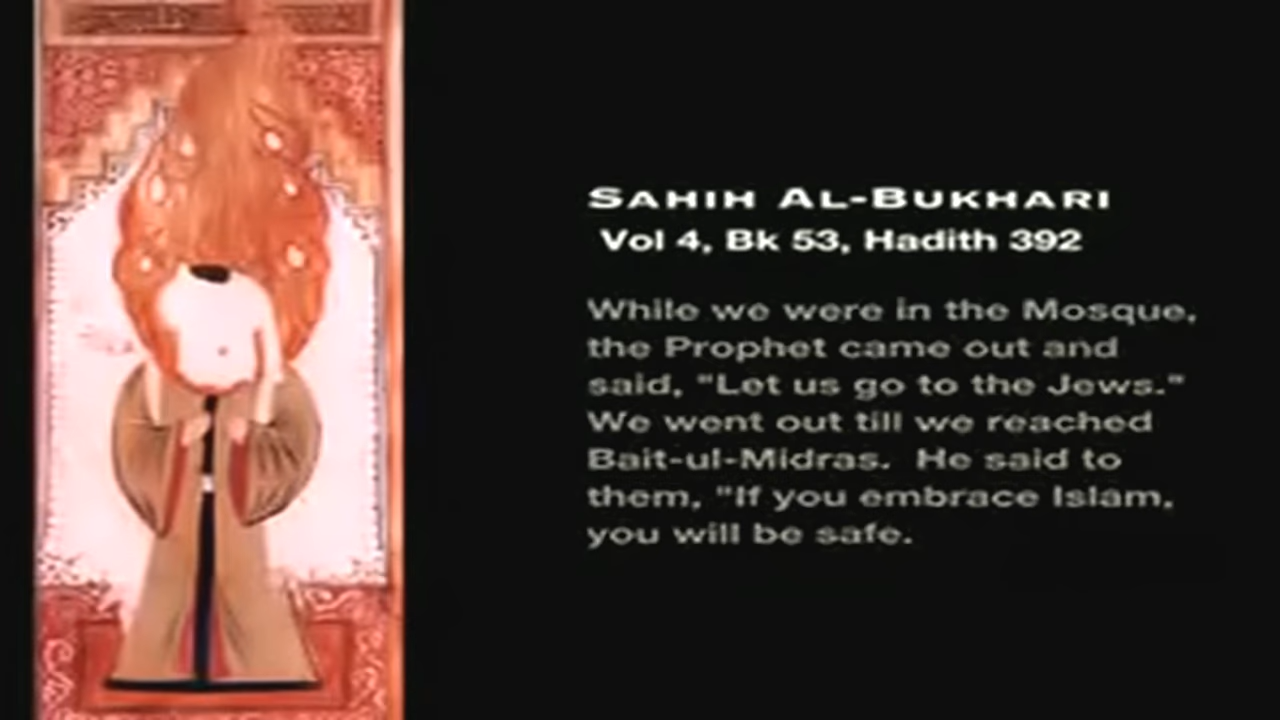 SAHIH AL-BUKHARI
Vol 4, Bk 53, Hadith 392
While we were in the Mosque,
the Prophet came out and
said, "Let us go to the Jews."
We went out till we reached
Bait-ul-Midras. He said to
them, "If you embrace Islam,
you will be safe.